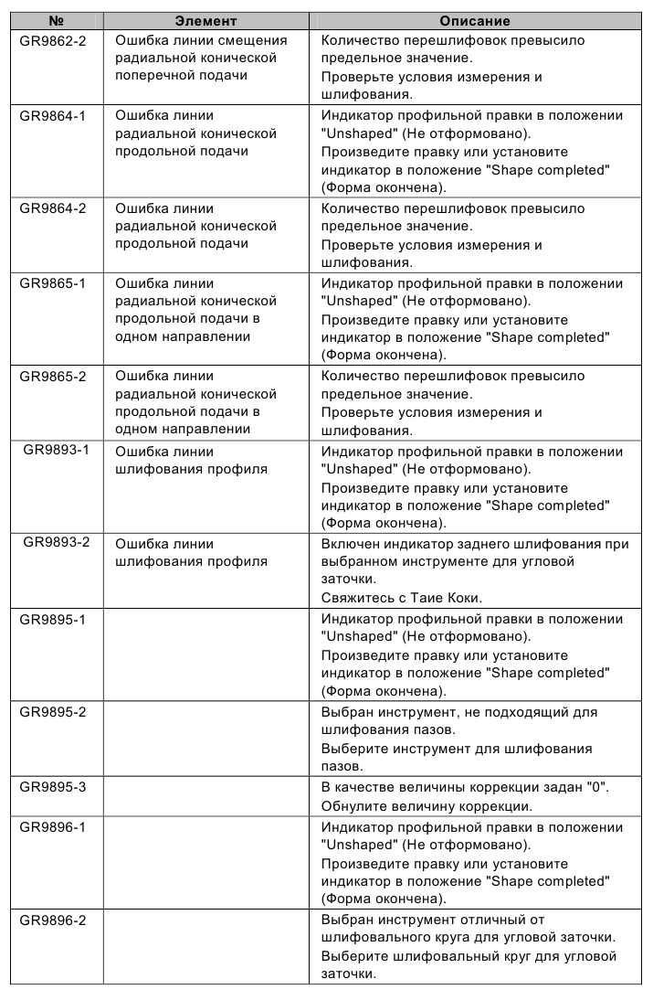 № Элемент Описание
GR9862-2 Ошибка линии смещения Количество перешлифовок превысило
радиальной конической предельное значение.
поперечной подачи Проверьте условия измерения и
шлифования.
GR9864-1 Ошибка линии Индикатор профильной правки в положении
радиальной конической "Unshaped" (Не отформовано).
продольной подачи Произведите правку или установите
индикатор в положение "Shape completed"
(Форма окончена).
GR9864-2 Ошибка линии Количество перешлифовок превысило
радиальной конической предельное значение.
продольной подачи Проверьте условия измерения и
шлифования.
GR9865-1 Ошибка линии Индикатор профильной правки в положении
радиальной конической "Unshaped" (Не отформовано).
продольной подачи в Произведите правку или установите
одном направлении индикатор в положение "Shape completed"
(Форма окончена).
GR9865-2 Ошибка линии Количество перешлифовок превысило
радиальной конической предельное значение.
продольной подачи в Проверьте условия измерения и
одном направлении шлифования.
GR9893-1 Ошибка линии Индикатор профильной правки в положении
шлифования профиля "Unshaped" (Не отформовано).
Произведите правку или установите
индикатор в положение "Shape completed"
(Форма окончена).
GR9893-2 Ошибка линии Включен индикатор заднего шлифования при
шлифования профиля выбранном инструменте для угловой
заточки.
Свяжитесь с Таие Коки.
GR9895-1 Индикатор профильной правки в положении
"Unshaped" (Не отформовано).
Произведите правку или установите
индикатор в положение "Shape completed"
(Форма окончена).
GR9895-2 Выбран инструмент, не подходящий для
шлифования пазов.
Выберите инструмент для шлифования
пазов.
GR9895-3 В качестве величины коррекции задан "0".
Обнулите величину коррекции.
GR9896-1 Индикатор профильной правки в положении
"Unshaped" (Не отформовано).
Произведите правку или установите
индикатор в положение "Shape completed"
(Форма окончена).
GR9896-2 Выбран инструмент отличный от
шлифовального круга для угловой заточки.
Выберите шлифовальный круг для угловой
заточки.